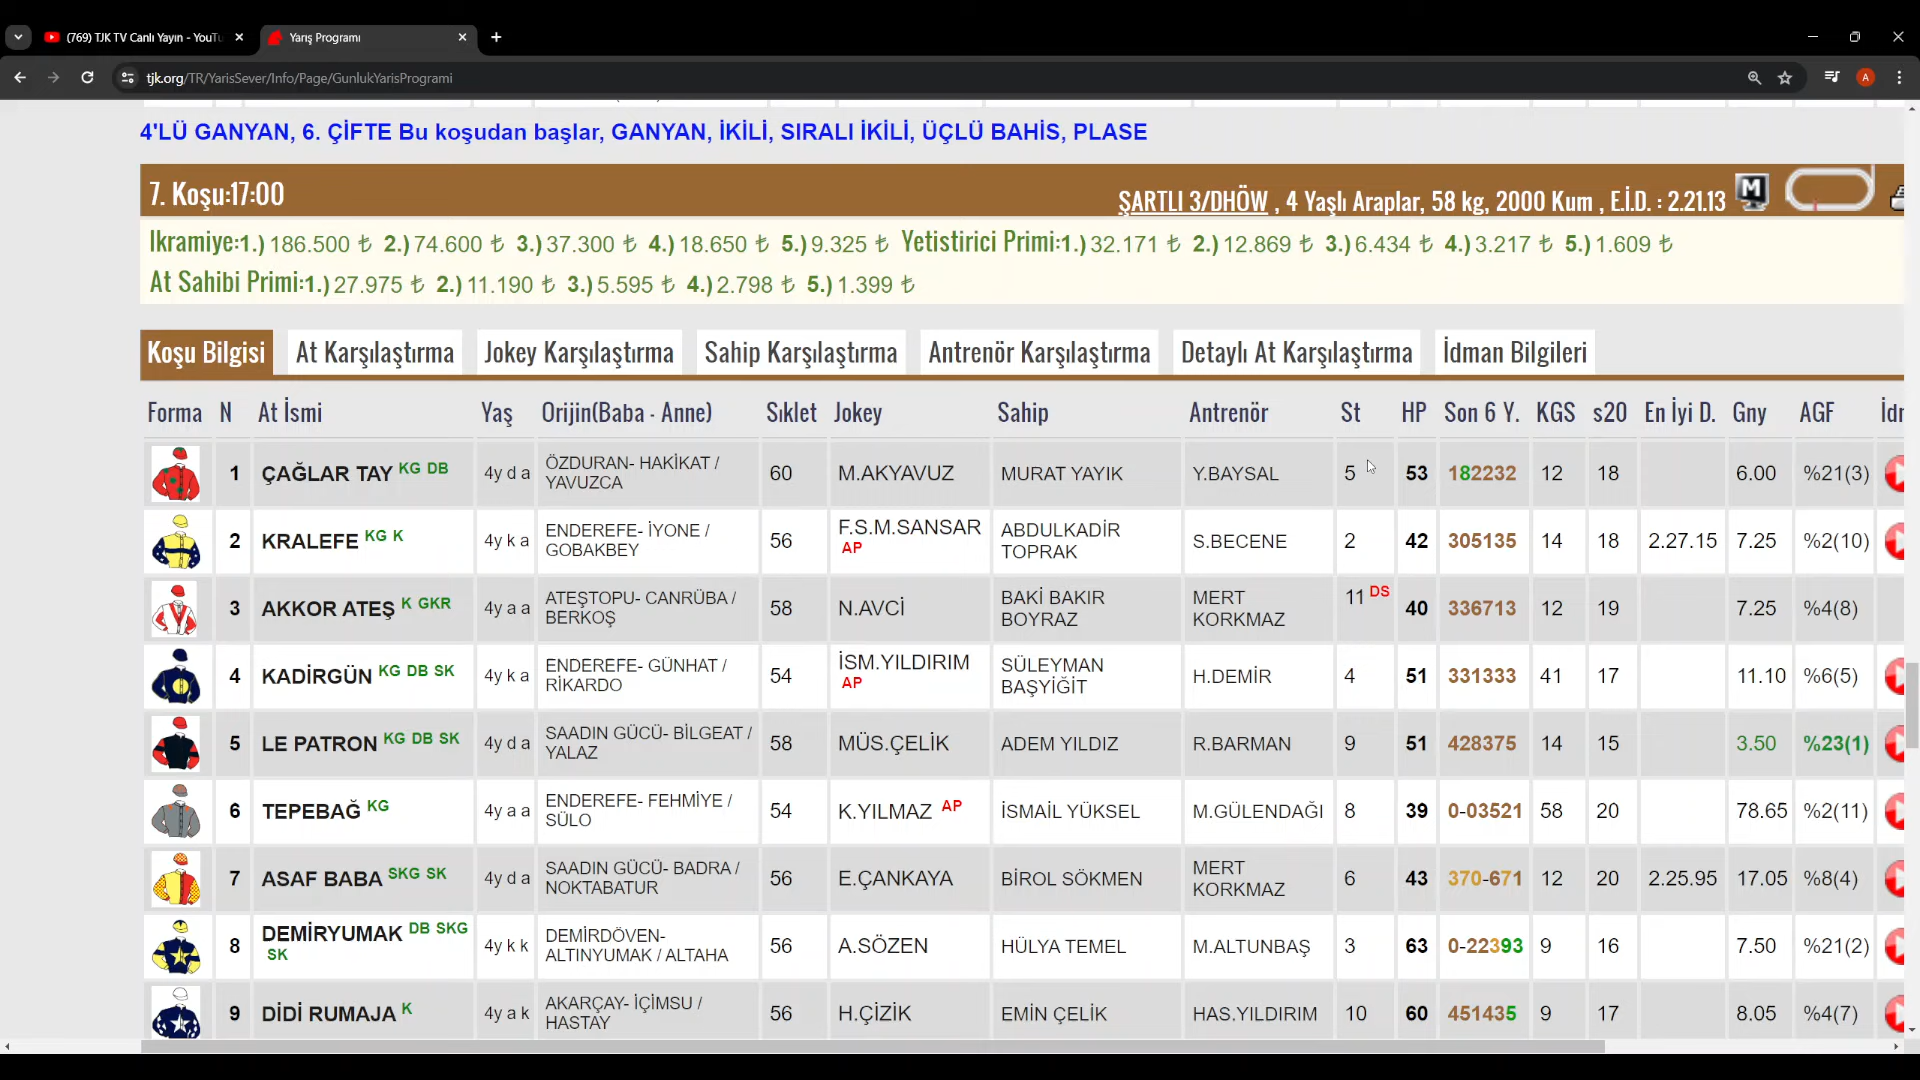 (769) TJK TV Canlı Yayın - YouTu
Yarış Programı
tjk.org/TR/YarisSever/Info/Page/GunlukYarisProgrami
A
4'LÜ GANYAN, 6. ÇİFTE Bu koşudan başlar, GANYAN, İKİLİ, SIRALI İKİLİ, ÜÇLÜ BAHİS, PLASE
7. Koşu:17:00
ŞARTLI 3/DHÖW , 4 Yaşlı Araplar, 58 kg, 2000 Kum , E.İ.D. : 2.21.13 M
Ikramiye:1.) 186.500 ₺ 2.) 74.600 ₺ 3.) 37.300 ₺ 4.) 18.650 ₺ 5.) 9.325 ₺ Yetistirici Primi:1.) 32.171 ₺ 2.) 12.869 ₺ 3.) 6.434 ₺ 4.) 3.217 ₺ 5.) 1.609 ₺
At Sahibi Primi:1.) 27.975 ₺ 2.) 11.190 ₺ 3.) 5.595 ₺ 4.) 2.798 ₺ 5.) 1.399 ₺
Koşu Bilgisi At Karşılaştırma Jokey Karşılaştırma Sahip Karşılaştırma Antrenör Karşılaştırma Detaylı At Karşılaştırma İdman Bilgileri
Forma N At İsmi Yaş Orijin(Baba - Anne) Sıklet Jokey Sahip Antrenör St HP Son 6 Y. KGS s20 En İyi D. Gny AGF İdr
1 ÇAĞLAR TAY KG DB 4y d a ÖZDURAN- HAKİKAT / YAVUZCA 60 M.AKYAVUZ MURAT YAYIK Y.BAYSAL 5 53 182232 12 18 6.00 %21(3)
2 KRALEFE KG K 4y k a ENDEREFE- İYONE / GOBAKBEY 56 F.S.M.SANSAR AP ABDULKADİR TOPRAK S.BECENE 2 42 305135 14 18 2.27.15 7.25 %2(10)
3 AKKOR ATEŞ K GKR 4y a a ATEŞTOPU- CANRÜBA / BERKOŞ 58 N.AVCİ BAKİ BAKIR BOYRAZ MERT KORKMAZ 11 DS 40 336713 12 19 7.25 %4(8)
4 KADİRGÜN KG DB SK 4y k a ENDEREFE- GÜNHAT / RİKARDO 54 İSM.YILDIRIM AP SÜLEYMAN BAŞYİĞİT H.DEMİR 4 51 331333 41 17 11.10 %6(5)
5 LE PATRON KG DB SK 4y d a SAADIN GÜCÜ- BİLGEAT / YALAZ 58 MÜS.ÇELİK ADEM YILDIZ R.BARMAN 9 51 428375 14 15 3.50 %23(1)
6 TEPEBAĞ KG 4y a a ENDEREFE- FEHMİYE / SÜLO 54 K.YILMAZ AP İSMAİL YÜKSEL M.GÜLENDAĞI 8 39 0-03521 58 20 78.65 %2(11)
7 ASAF BABA SKG SK 4y d a SAADIN GÜCÜ- BADRA / NOKTABATUR 56 E.ÇANKAYA BİROL SÖKMEN MERT KORKMAZ 6 43 370-671 12 20 2.25.95 17.05 %8(4)
8 DEMİRYUMAK DB SKG SK 4y k k DEMİRDÖVEN- ALTINYUMAK / ALTAHA 56 A.SÖZEN HÜLYA TEMEL M.ALTUNBAŞ 3 63 0-22393 9 16 7.50 %21(2)
9 DİDİ RUMAJA K 4y a k AKARÇAY- İÇİMSU / HASTAY 56 H.ÇİZİK EMİN ÇELİK HAS.YILDIRIM 10 60 451435 9 17 8.05 %4(7)